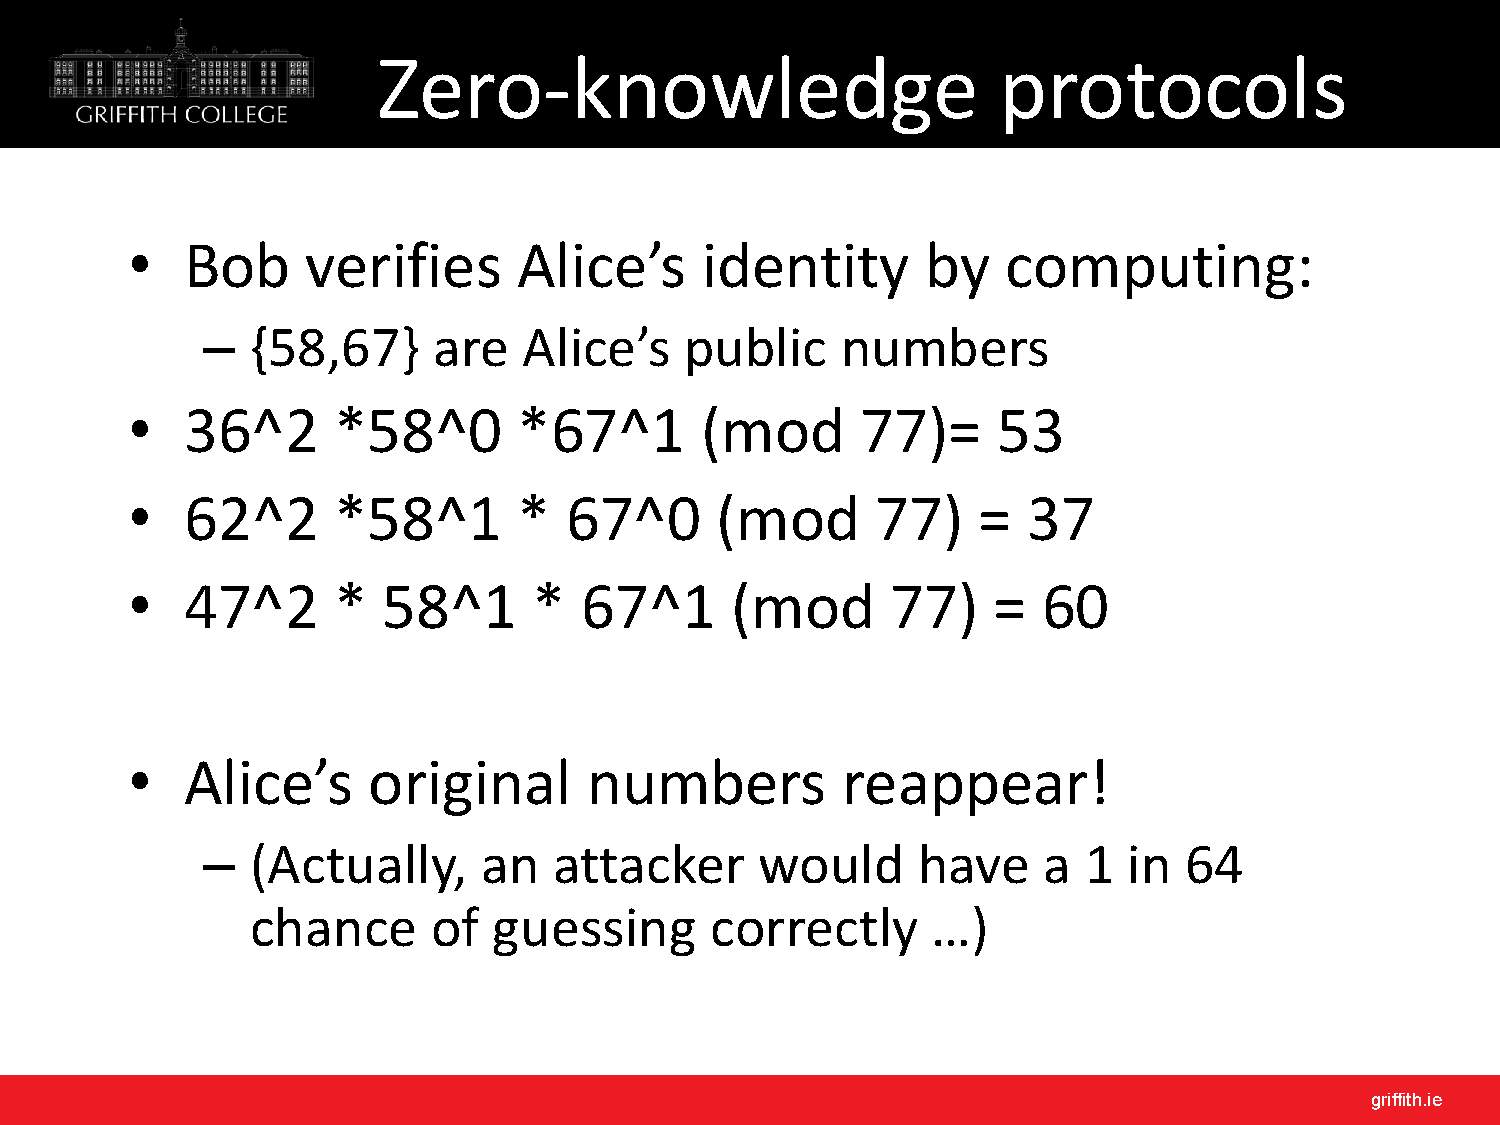 GRIFFITH COLLEGE
Zero-knowledge protocols
• Bob verifies Alice’s identity by computing:
– {58,67} are Alice’s public numbers
• 36^2 *58^0 *67^1 (mod 77)= 53
• 62^2 *58^1 * 67^0 (mod 77) = 37
• 47^2 * 58^1 * 67^1 (mod 77) = 60
• Alice’s original numbers reappear!
– (Actually, an attacker would have a 1 in 64
chance of guessing correctly …)
griffith.ie